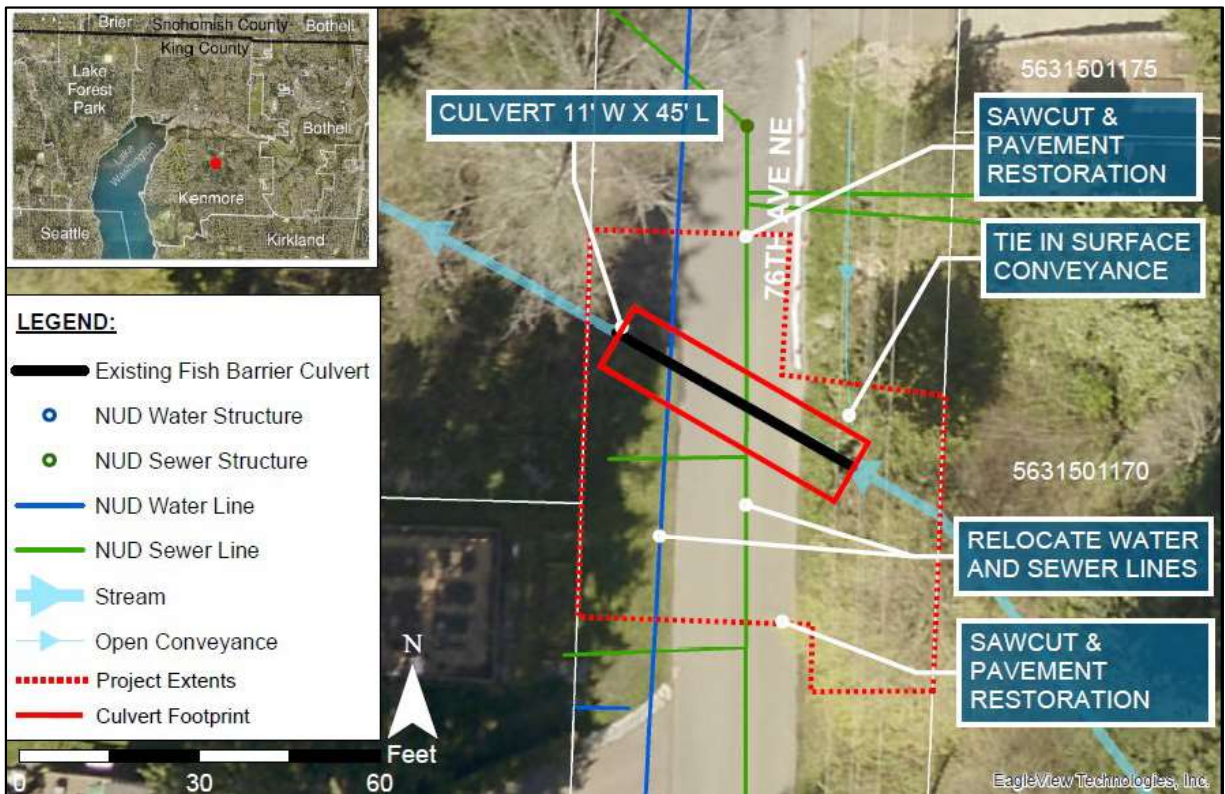 Brier
Snohomish County
Bothell
King County
Lake
Forest
Park
Bothell
Lake
Washington
Kenmore
Seattle
Kirkland
CULVERT 11' W X 45' L
76TH AVE NE
5631501175
SAWCUT &
PAVEMENT
RESTORATION
TIE IN SURFACE
CONVEYANCE
5631501170
RELOCATE WATER
AND SEWER LINES
SAWCUT &
PAVEMENT
RESTORATION
LEGEND:
Existing Fish Barrier Culvert
NUD Water Structure
NUD Sewer Structure
NUD Water Line
NUD Sewer Line
Stream
Open Conveyance
Project Extents
Culvert Footprint
N
Feet
0 30 60
EagleView Technologies, Inc.